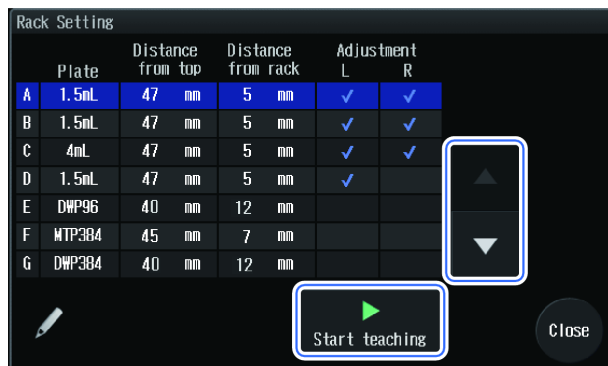 Rack Setting
Distance Distance Adjustment
Plate from top from rack L R
A 1.5mL 47 mm 5 mm ✓ ✓
B 1.5mL 47 mm 5 mm ✓ ✓
C 4mL 47 mm 5 mm ✓ ✓
D 1.5mL 47 mm 5 mm ✓
E DWP96 40 mm 12 mm
F MTP384 45 mm 7 mm
G DWP384 40 mm 12 mm
Start teaching
Close